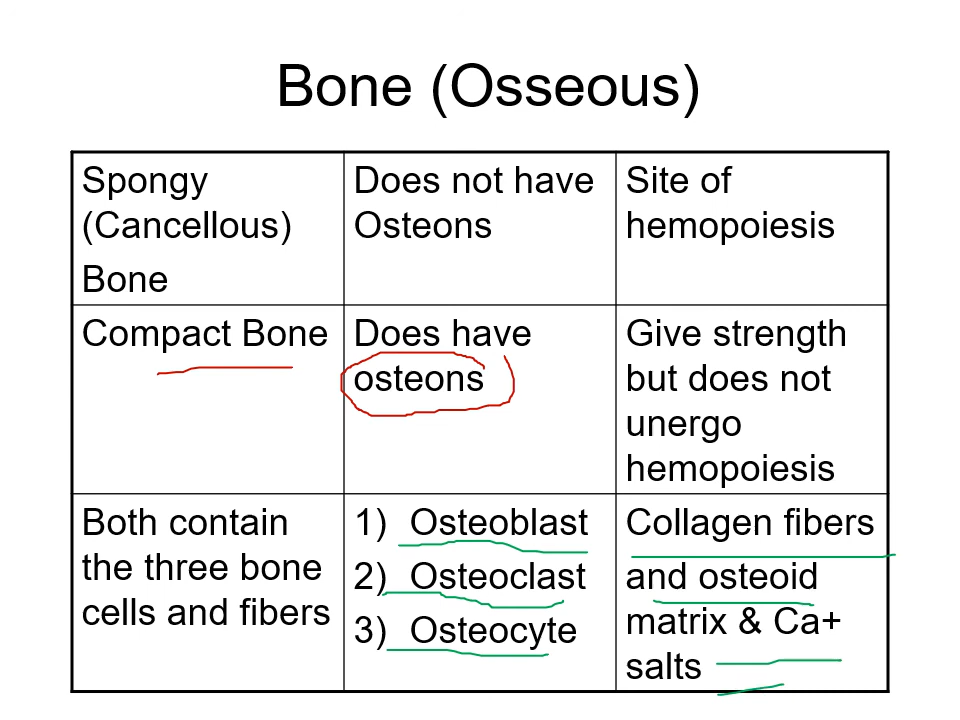 Bone (Osseous)
Spongy
(Cancellous)
Bone
Does not have
Osteons
Site of
hemopoiesis
Compact Bone
Does have
osteons
Give strength
but does not
unergo
hemopoiesis
Both contain
the three bone
cells and fibers
1) Osteoblast
2) Osteoclast
3) Osteocyte
Collagen fibers
and osteoid
matrix & Ca+
salts